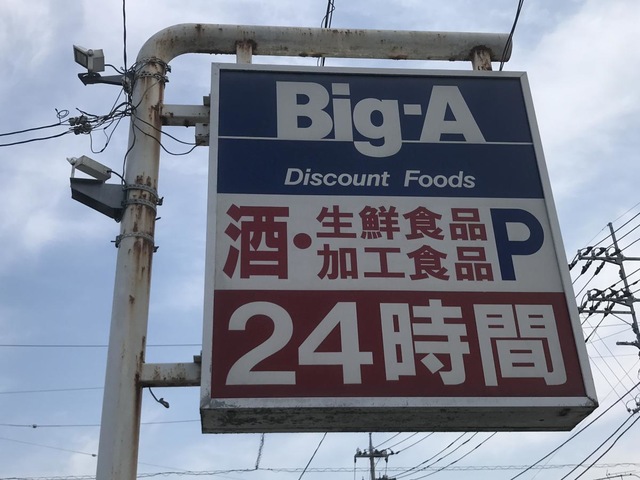 Big-A
Discount Foods
酒・生鮮食品
加工食品
P
24時間